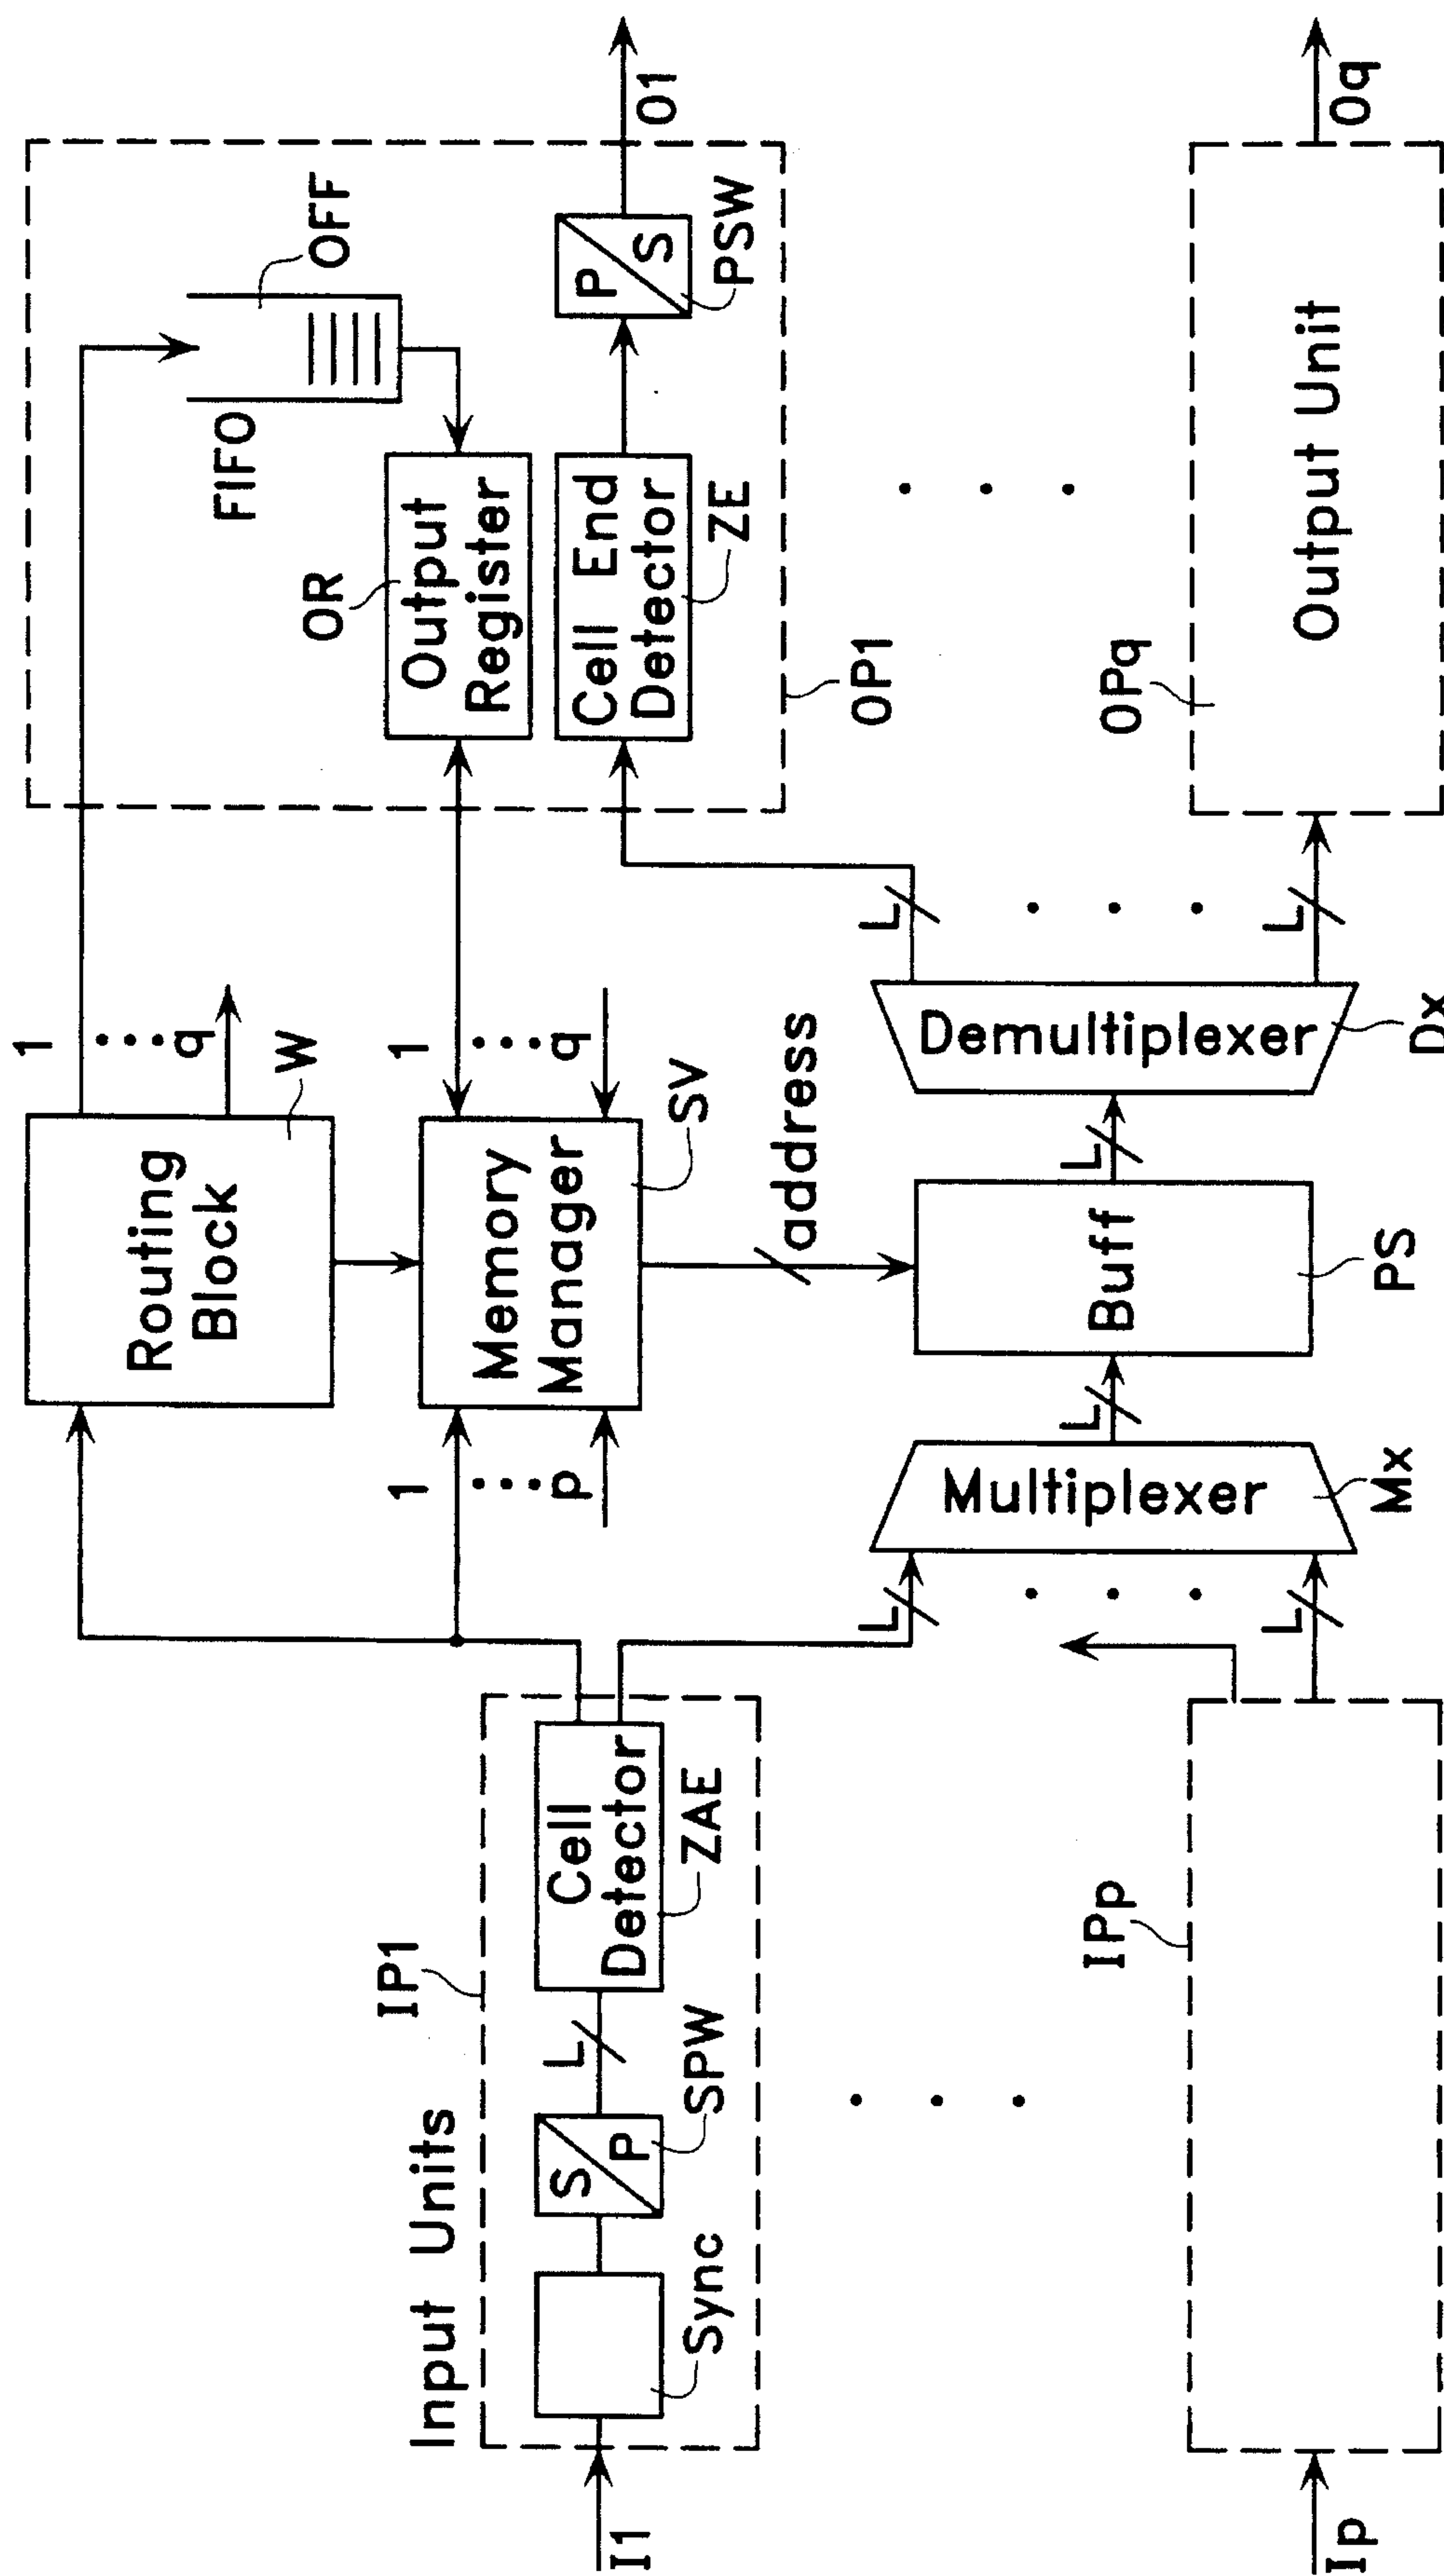 1
•••q
W
Routing
Block
FIFO
OFF
OR
Output
Register
1
•••q
1
•••p
Memory
Manager
SV
address
Input Units
IP1
I1
Sync
S
P
SPW
L
Cell
Detector
ZAE
Cell End
Detector
ZE
P
S
PSW
O1
OP1
L
L
Multiplexer
Mx
L
Buff
PS
L
Demultiplexer
Dx
L
L
IPp
Ip
OPq
Output Unit
Oq